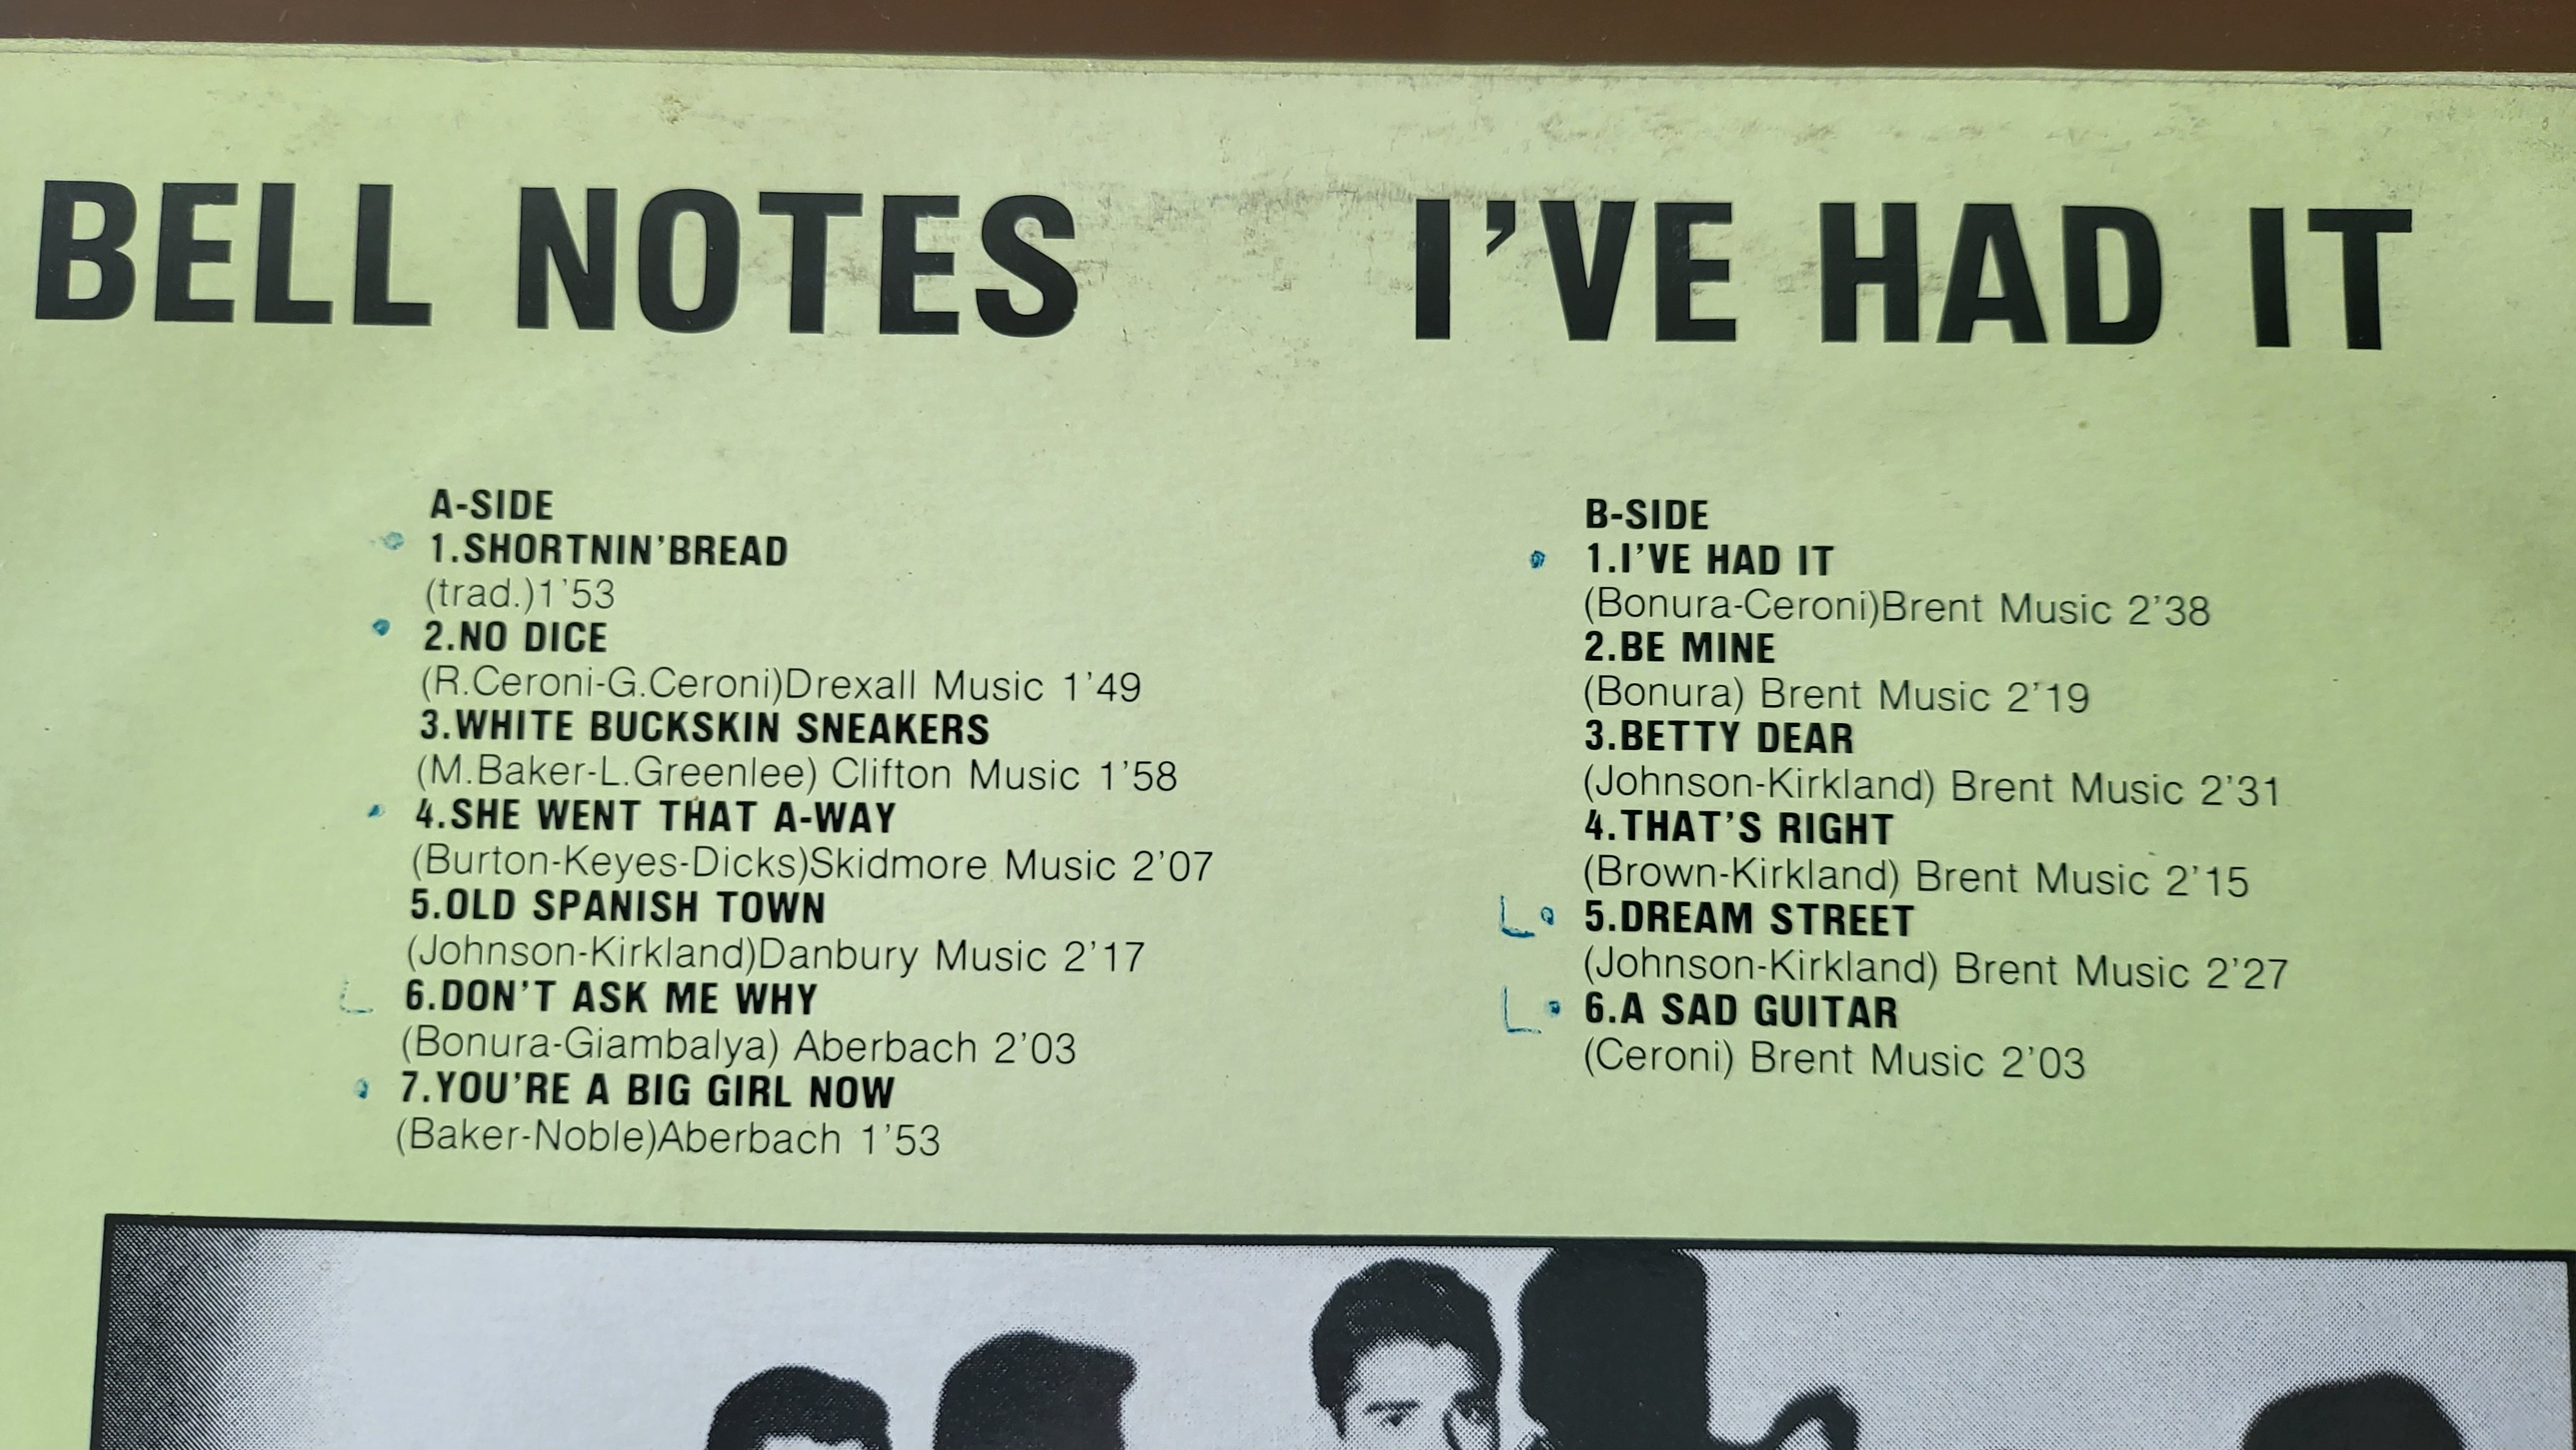 BELL NOTES I'VE HAD IT
A-SIDE
1.SHORTNIN'BREAD
(trad.)1'53
2.NO DICE
(R.Ceroni-G.Ceroni)Drexall Music 1'49
3.WHITE BUCKSKIN SNEAKERS
(M.Baker-L.Greenlee) Clifton Music 1'58
4.SHE WENT THAT A-WAY
(Burton-Keyes-Dicks)Skidmore Music 2'07
5.OLD SPANISH TOWN
(Johnson-Kirkland)Danbury Music 2'17
L 6.DON'T ASK ME WHY
(Bonura-Giambalya) Aberbach 2'03
7.YOU'RE A BIG GIRL NOW
(Baker-Noble)Aberbach 1'53
B-SIDE
1.I'VE HAD IT
(Bonura-Ceroni)Brent Music 2'38
2.BE MINE
(Bonura) Brent Music 2'19
3.BETTY DEAR
(Johnson-Kirkland) Brent Music 2'31
4.THAT'S RIGHT
(Brown-Kirkland) Brent Music 2'15
L 5.DREAM STREET
(Johnson-Kirkland) Brent Music 2'27
L 6.A SAD GUITAR
(Ceroni) Brent Music 2'03